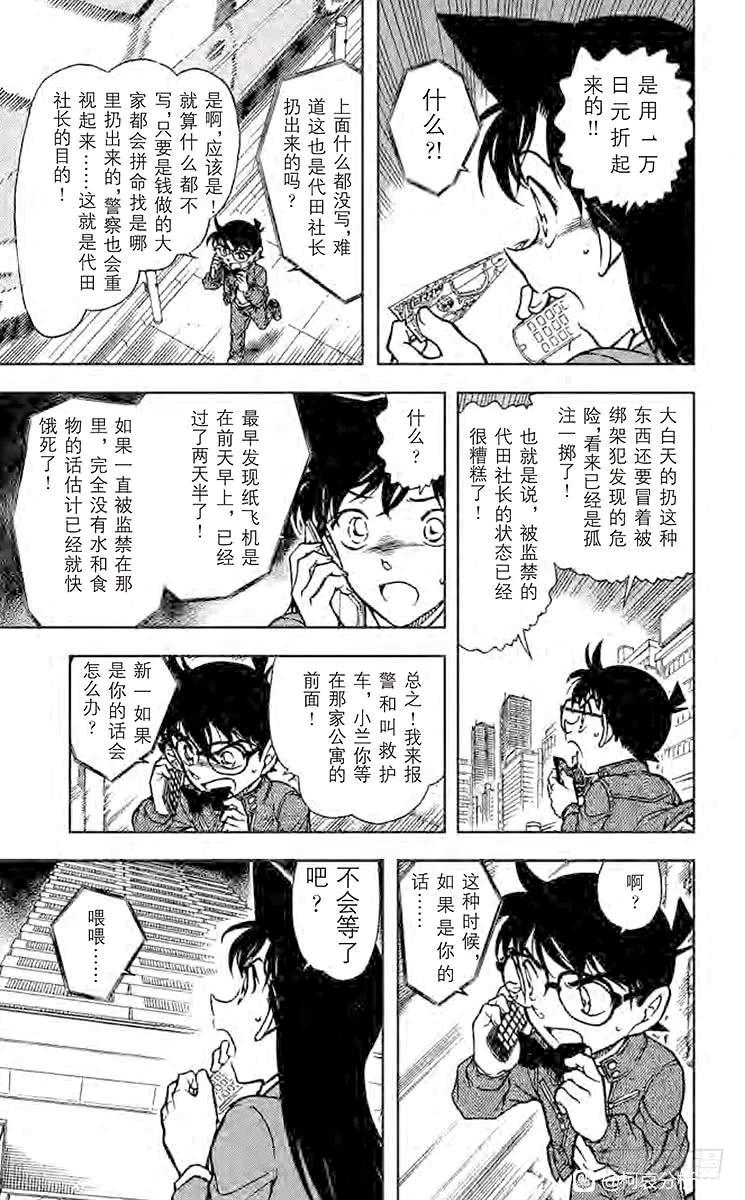 是用一万
日元折起
来的!!
什么?!
上面什么都没写,难
道这也是代田社长
扔出来的吗?
是啊,应该是!
就算什么都不
写,只要是钱做的大
家都会拼命找是哪
里扔出来的,警察也会重
视起来……这就是代田
社长的目的!
大白天的扔这种
东西还要冒着被
绑架犯发现的危
险,看来已经是孤
注一掷了!
也就是说,被监禁的
代田社长的状态已经
很糟糕了!
什么?
最早发现纸飞机是
在前天早上,已经
过了两天半了!
如果一直被监禁在那
里,完全没有水和食
物的话估计已经就快
饿死了!
总之!我来报
警和叫救护
车,小兰你等
在那家公寓的
前面!
新一如果
是你的话会
怎么办?
啊?
这种时候,
如果是你的
话……
不会等了
吧?
喂喂……
@柯哀分析